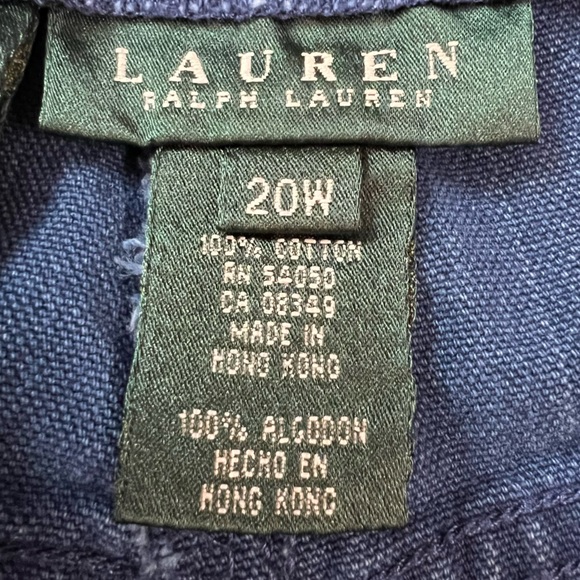 LAUREN
RALPH LAUREN
20W
100% COTTON
RN 54050
CA 08349
MADE IN
HONG KONG
100% ALGODON
HECHO EN
HONG KONG